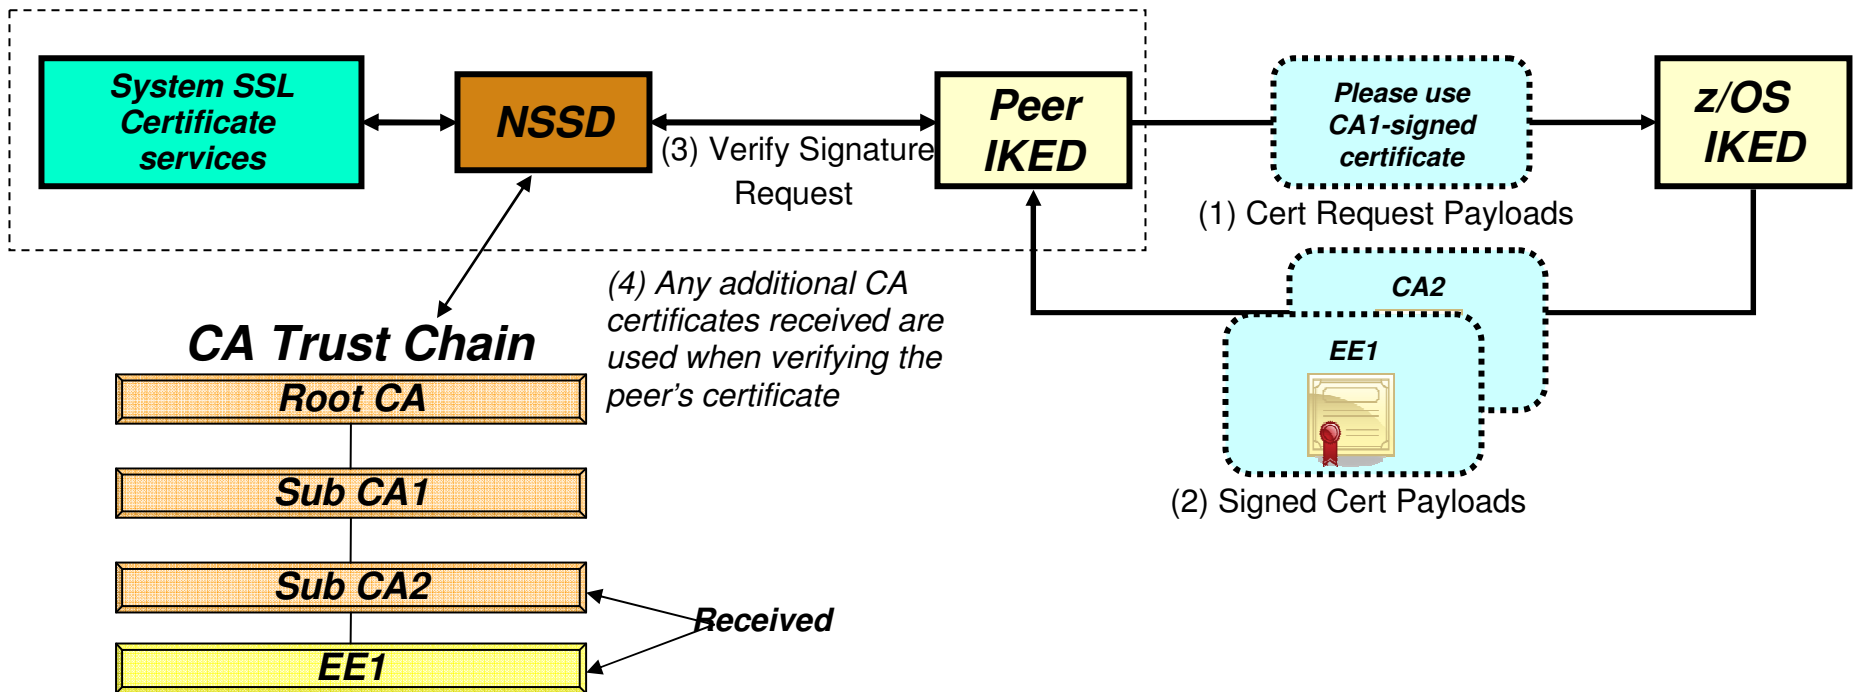 System SSL
Certificate
services
NSSD
(3) Verify Signature
Request
Peer
IKED
Please use
CA1-signed
certificate
(1) Cert Request Payloads
z/OS
IKED
(4) Any additional CA
certificates received are
used when verifying the
peer's certificate
CA2
EE1
(2) Signed Cert Payloads
CA Trust Chain
Root CA
Sub CA1
Sub CA2
Received
EE1